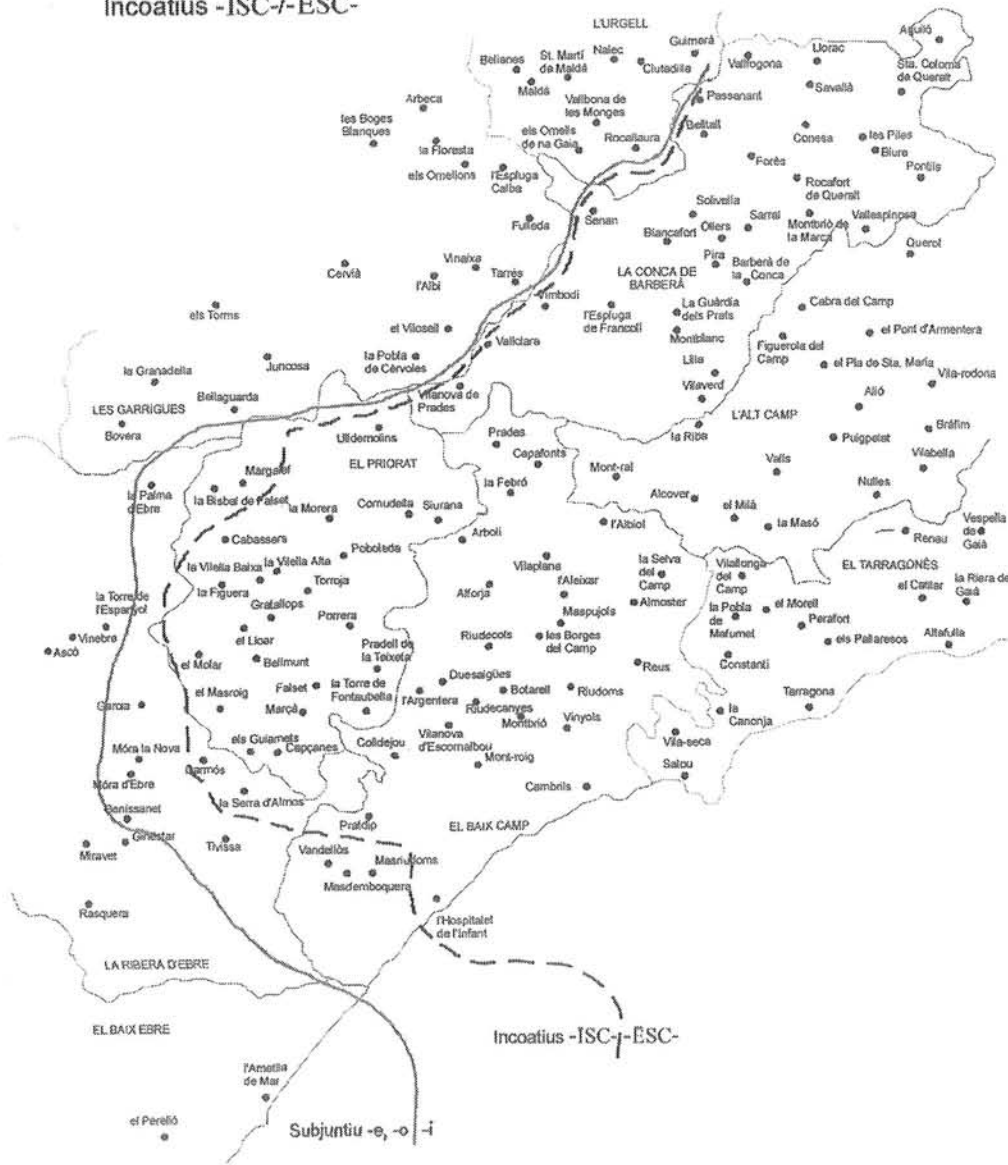 Incoatius -ISC-/-ESC-
L'URGELL
Aguiló
Guimerà
Belianes
St. Martí
de Maldà
Nalec
Ciutadilla
Vallfogona
Llorac
Sta. Coloma
de Queralt
Maldà
Savallà
Passanant
Arbeca
Vallbona de
les Monges
les Boges
Blanques
els Omells
de na Gaia
Rocallaura
Belltall
Conesa
les Piles
Biure
la Floresta
els Omellons
l'Espluga
Calba
Forès
Pontils
Rocafort
de Queralt
Solivella
Senan
Fulleda
Sarral
Montbrió de
la Marca
Vallespinosa
Blancafort
Ollers
Querol
Pira
Cervià
Vinaixa
l'Albi
Tarrés
LA CONCA DE
BARBERÀ
Barberà de
la Conca
Vimbodí
els Torms
l'Espluga
de Francolí
La Guàrdia
dels Prats
Cabra del Camp
el Vilosell
Montblanc
el Pont d'Armentera
Vallclara
Figuerola del
Camp
Juncosa
la Pobla
de Cérvoles
Lilla
el Pla de Sta. Maria
Vila-rodona
la Granadella
Vilanova de
Prades
Vilaverd
Alió
LES GARRIGUES
Bellaguarda
L'ALT CAMP
Bovera
Ulldemolins
Prades
la Riba
Puigpelat
Bràfim
EL PRIORAT
Capafonts
Valls
Vilabella
Margalef
Mont-ral
la Palma
d'Ebre
la Bisbal de Falset
la Febró
Nulles
Alcover
la Morera
Cornudella
Siurana
el Milà
la Masó
l'Albiol
Vespella
de Gaià
Renau
Cabassers
Arbolí
Poboleda
la Vilella Alta
la Vilella Baixa
Vilaplana
la Selva
del Camp
Vilallonga
del Camp
EL TARRAGONÈS
la Figuera
Torroja
l'Aleixar
Alforja
el Catllar
la Riera de
Gaià
la Torre de
l'Espanyol
Gratallops
Almoster
la Pobla
de
Mafumet
el Morell
Porrera
Maspujols
Perafort
Vinebre
el Lloar
Riudecols
les Borges
del Camp
els Pallaresos
Altafulla
Ascó
Pradell de
la Teixeta
el Molar
Bellmunt
Reus
Constantí
Duesaigües
Falset
la Torre de
Fontaubella
l'Argentera
Botarell
Riudoms
Tarragona
el Masroig
Garcia
Marçà
Riudecanyes
Montbrió
Vinyols
la
Canonja
els Guiamets
Capçanes
Colldejou
Vilanova
d'Escornalbou
Vila-seca
Móra la Nova
Darmós
Mont-roig
Salou
Móra d'Ebre
la Serra d'Almos
Cambrils
Benissanet
Pratdip
EL BAIX CAMP
Ginestar
Miravet
Tivissa
Vandellòs
Masriudoms
Masdemboquera
Rasquera
l'Hospitalet
de l'Infant
LA RIBERA D'EBRE
EL BAIX EBRE
Incoatius -ISC- -ESC-
l'Ametlla
de Mar
el Perelló
Subjuntiu -e, -o -i